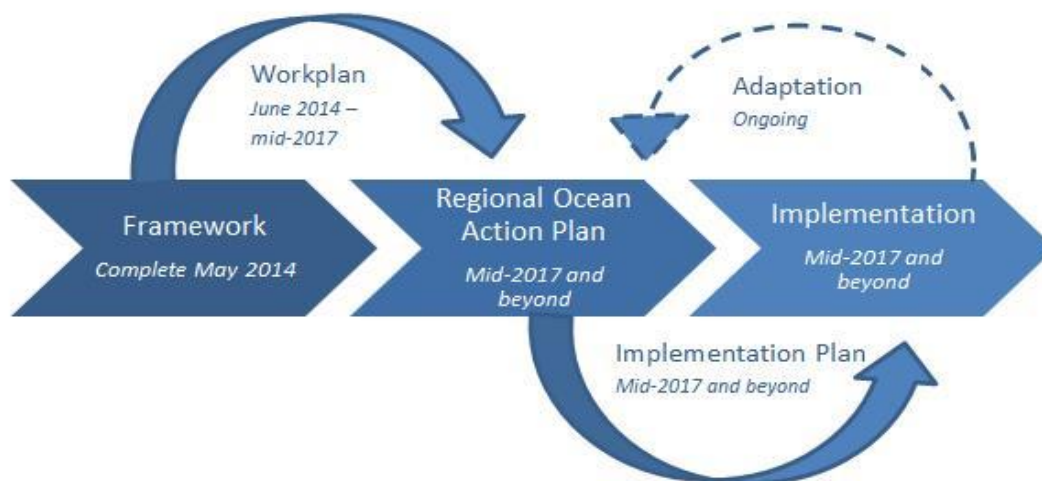 Workplan
June 2014 –
mid-2017
Adaptation
Ongoing
Framework
Complete May 2014
Regional Ocean
Action Plan
Mid-2017 and
beyond
Implementation
Mid-2017 and
beyond
Implementation Plan
Mid-2017 and beyond